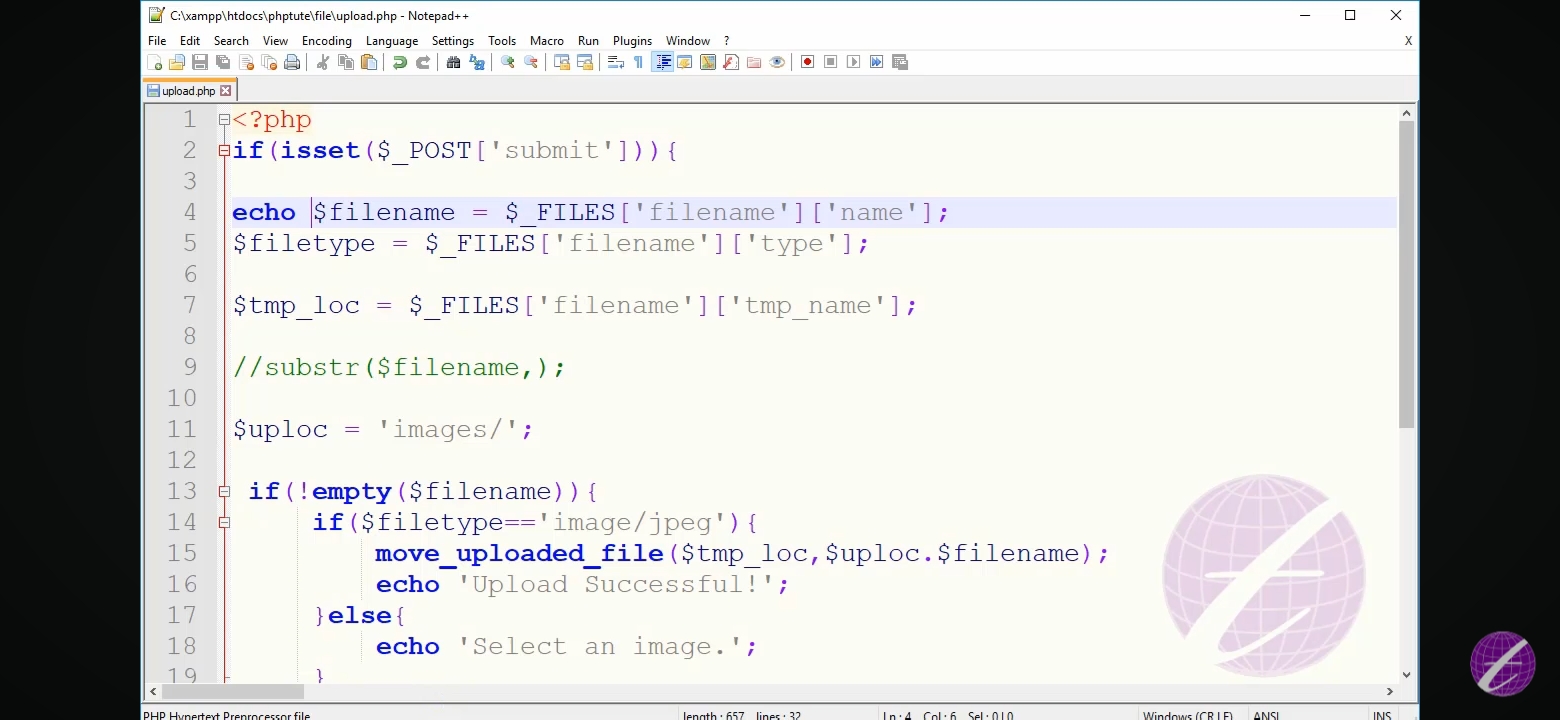 C:\xampp\htdocs\phptute\file\upload.php - Notepad++
File Edit Search View Encoding Language Settings Tools Macro Run Plugins Window ? X
upload.php
1 <?php
2 if(isset($_POST['submit'])){
3
4 echo $filename = $_FILES['filename']['name'];
5 $filetype = $_FILES['filename']['type'];
6
7 $tmp_loc = $_FILES['filename']['tmp_name'];
8
9 //substr($filename,);
10
11 $uploc = 'images/';
12
13 if(!empty($filename)){
14 if($filetype=='image/jpeg'){
15 move_uploaded_file($tmp_loc,$uploc.$filename);
16 echo 'Upload Successful!';
17 }else{
18 echo 'Select an image.';
19 }
PHP Hypertext Preprocessor file length : 657 lines : 32 Ln : 4 Col : 6 Sel : 0 | 0 Windows (CR LF) ANSI INS